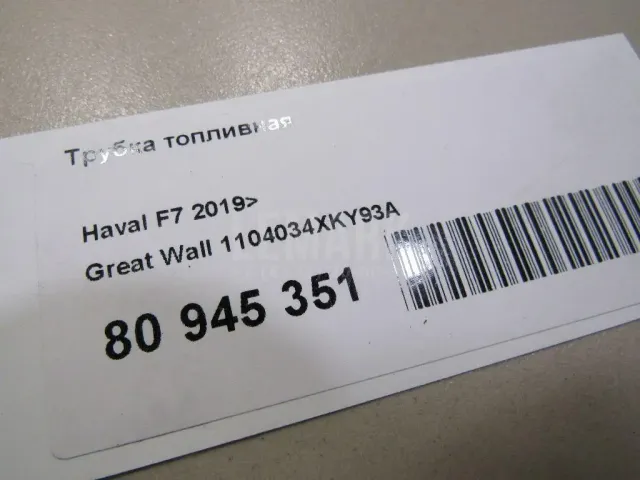 Трубка топливная
Haval F7 2019>
Great Wall 1104034XKY93A
80 945 351